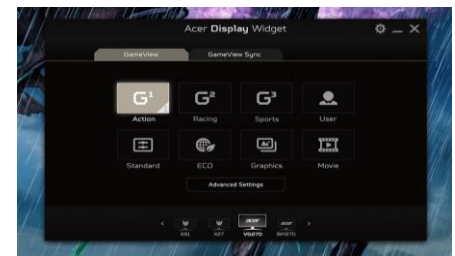 Acer Display Widget
GameView GameView Sync
G¹ G² G³
Action Racing Sports User
Standard ECO Graphics Movie
Advanced Settings
acer acer
X27 VG270